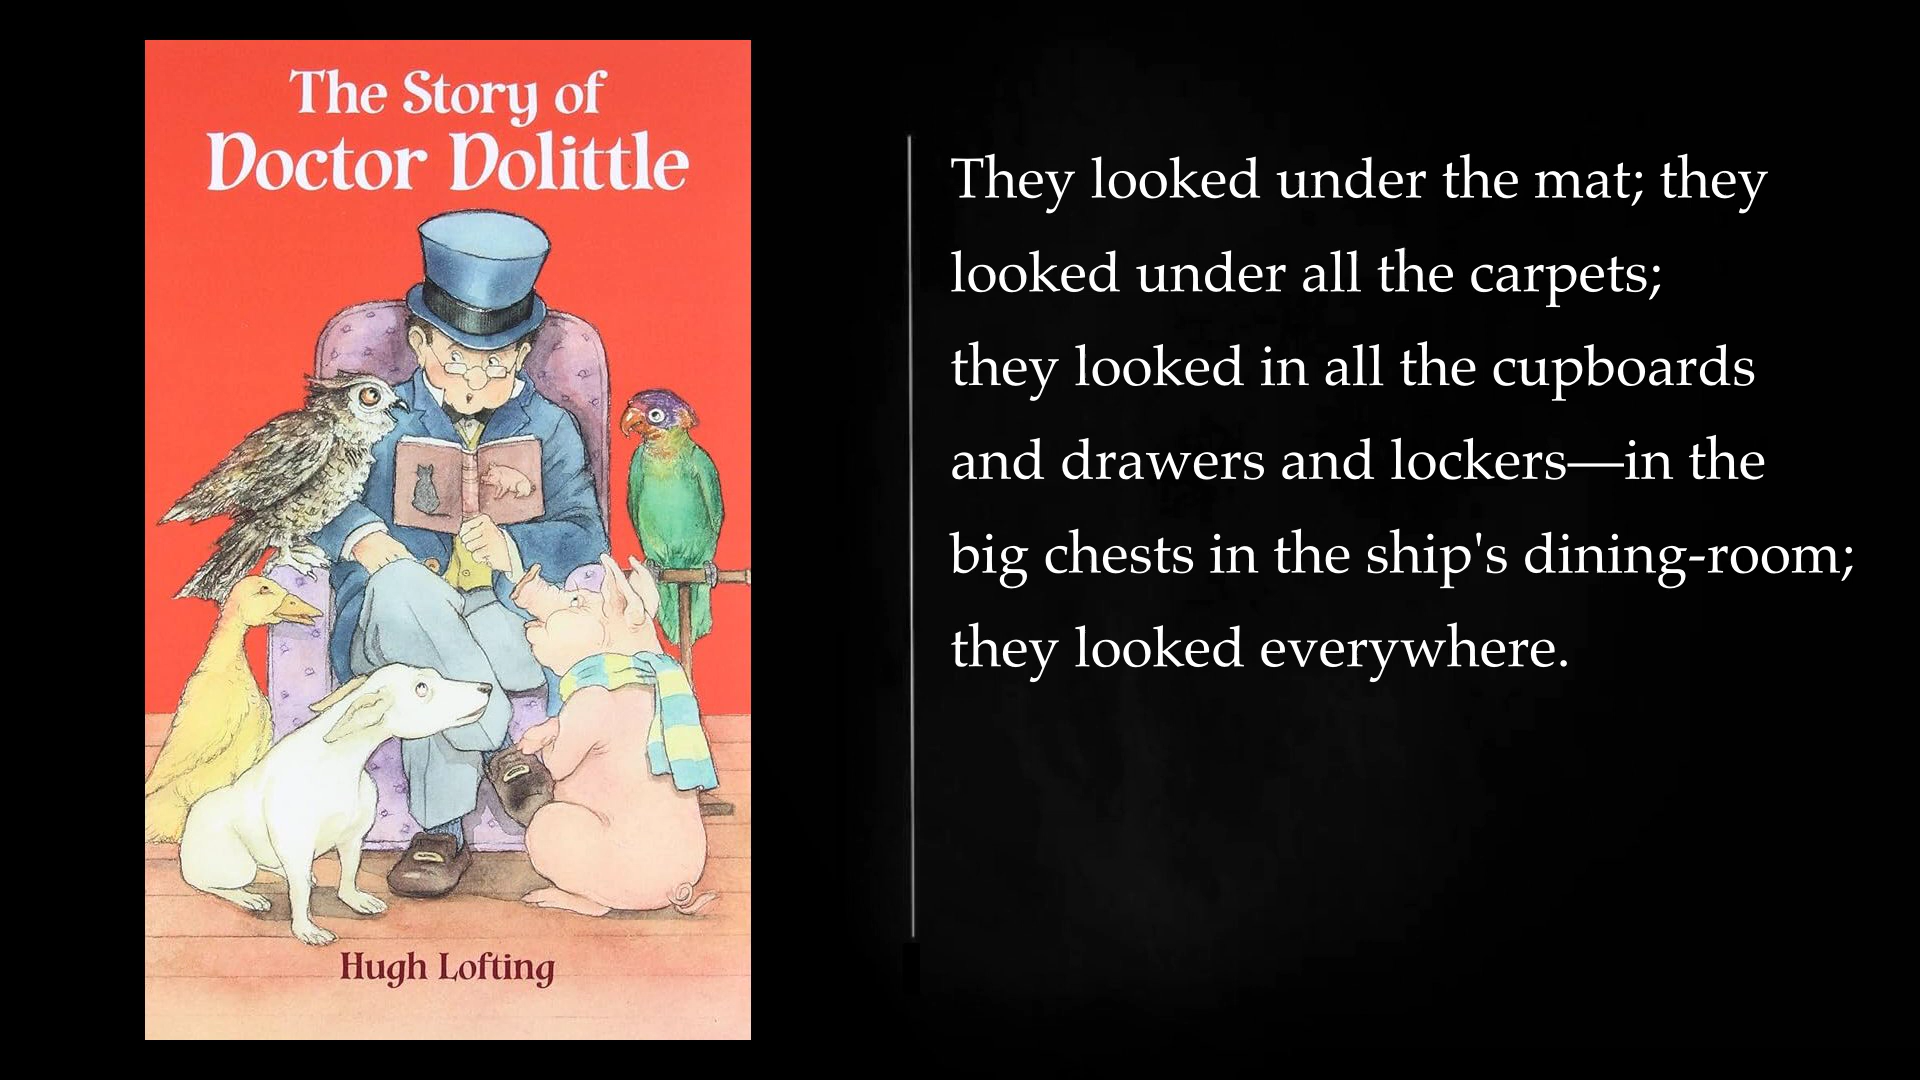 The Story of
Doctor Dolittle
Hugh Lofting
They looked under the mat; they
looked under all the carpets;
they looked in all the cupboards
and drawers and lockers—in the
big chests in the ship's dining-room;
they looked everywhere.